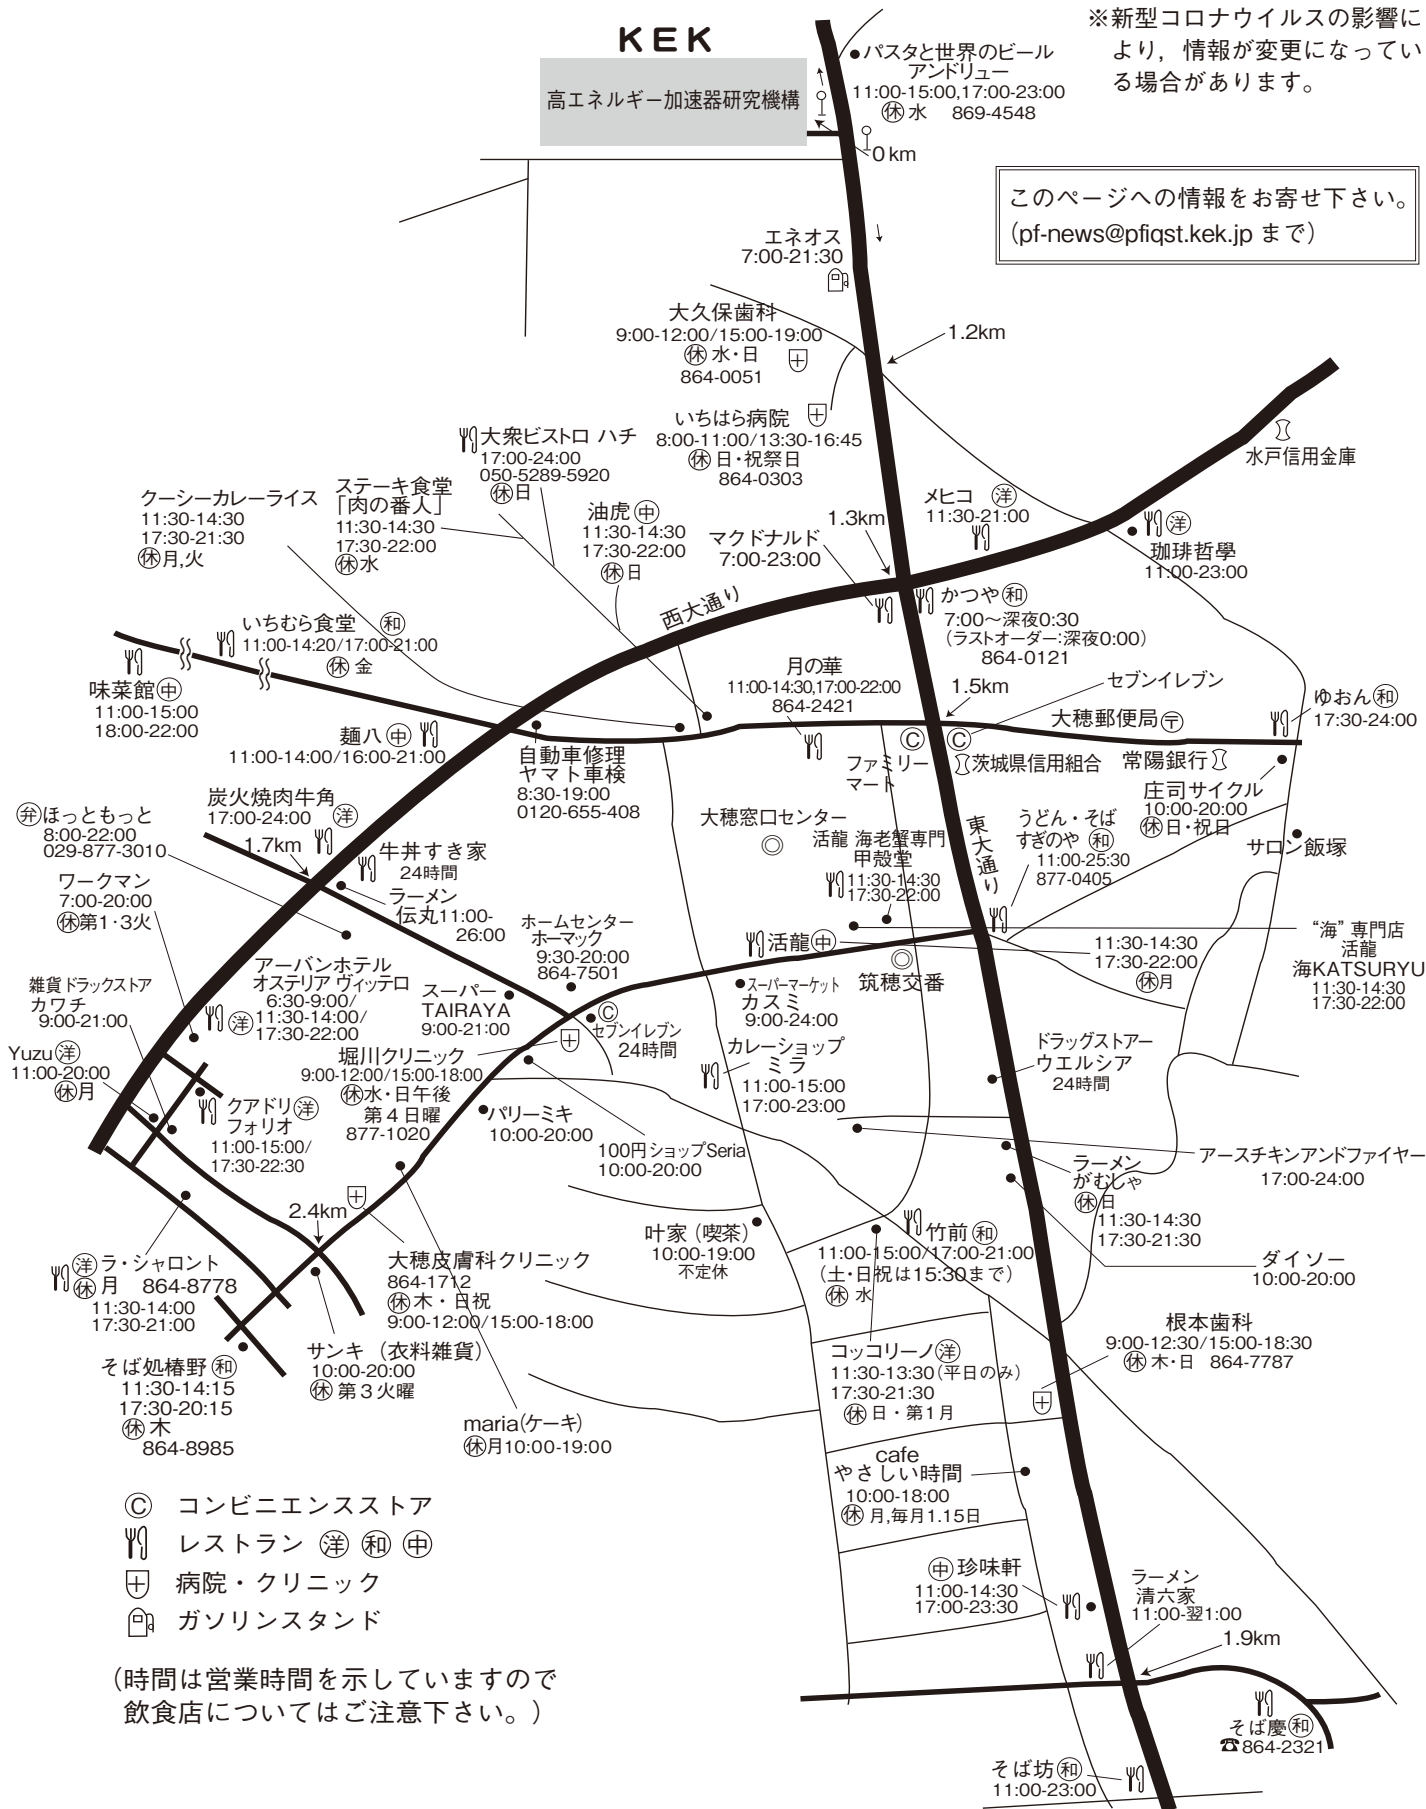 KEK
高エネルギー加速器研究機構
※新型コロナウイルスの影響に
より，情報が変更になってい
る場合があります。
パスタと世界のビール
アンドリュー
11:00-15:00,17:00-23:00
休 水 869-4548
0 km
このページへの情報をお寄せ下さい。
(pf-news@pfiqst.kek.jp まで)
エネオス
7:00-21:30
大久保歯科
9:00-12:00/15:00-19:00
休 水・日
864-0051
1.2km
いちはら病院
8:00-11:00/13:30-16:45
休 日・祝祭日
864-0303
水戸信用金庫
大衆ビストロ ハチ
17:00-24:00
050-5289-5920
休日
ステーキ食堂
「肉の番人」
11:30-14:30
17:30-22:00
休水
クーシーカレーライス
11:30-14:30
17:30-21:30
休月,火
油虎 中
11:30-14:30
17:30-22:00
休日
マクドナルド
7:00-23:00
1.3km
メヒコ 洋
11:30-21:00
洋
珈琲哲學
11:00-23:00
西大通り
かつや 和
7:00～深夜0:30
(ラストオーダー:深夜0:00)
864-0121
いちむら食堂 和
11:00-14:20/17:00-21:00
休 金
味菜館 中
11:00-15:00
18:00-22:00
月の華
11:00-14:30,17:00-22:00
864-2421
1.5km
セブンイレブン
大穂郵便局 〒
ゆおん 和
17:30-24:00
麺八 中
11:00-14:00/16:00-21:00
自動車修理
ヤマト車検
8:30-19:00
0120-655-408
C
ファミリー
マート
C
茨城県信用組合
常陽銀行
庄司サイクル
10:00-20:00
休日・祝日
サロン飯塚
弁ほっともっと
8:00-22:00
029-877-3010
炭火焼肉牛角
17:00-24:00 洋
1.7km
牛丼すき家
24時間
ラーメン
伝丸11:00-
26:00
大穂窓口センター
◎
活龍 海老蟹専門
甲殻堂
11:30-14:30
17:30-22:00
東大通り
うどん・そば
すぎのや 和
11:00-25:30
877-0405
ワークマン
7:00-20:00
休第1・3火
ホームセンター
ホーマック
9:30-20:00
864-7501
活龍 中
11:30-14:30
17:30-22:00
休月
◎
筑穂交番
“海” 専門店
活龍
海KATSURYU
11:30-14:30
17:30-22:00
雑貨 ドラックストア
カワチ
9:00-21:00
アーバンホテル
オステリア ヴィッテロ
6:30-9:00/
11:30-14:00/
洋 17:30-22:00
スーパー
TAIRAYA
9:00-21:00
C
セブンイレブン
24時間
スーパーマーケット
カスミ
9:00-24:00
カレーショップ
ミラ
11:00-15:00
17:00-23:00
ドラッグストアー
ウエルシア
24時間
Yuzu 洋
11:00-20:00
休月
堀川クリニック
9:00-12:00/15:00-18:00
休水・日午後
第４日曜
877-1020
クアドリ 洋
フォリオ
11:00-15:00/
17:30-22:30
パリーミキ
10:00-20:00
100円ショップSeria
10:00-20:00
アースチキンアンドファイヤー
17:00-24:00
ラーメン
がむしゃ
休日
11:30-14:30
17:30-21:30
ダイソー
10:00-20:00
2.4km
洋 ラ・シャロント
休 月 864-8778
11:30-14:00
17:30-21:00
大穂皮膚科クリニック
864-1712
休 木・日祝
9:00-12:00/15:00-18:00
叶家（喫茶）
10:00-19:00
不定休
竹前 和
11:00-15:00/17:00-21:00
(土・日祝は15:30まで)
休 水
根本歯科
9:00-12:30/15:00-18:30
休 木・日 864-7787
そば処椿野 和
11:30-14:15
17:30-20:15
休 木
864-8985
サンキ（衣料雑貨）
10:00-20:00
休 第３火曜
コッコリーノ 洋
11:30-13:30(平日のみ)
17:30-21:30
休 日・第1月
maria(ケーキ)
休月10:00-19:00
cafe
やさしい時間
10:00-18:00
休 月,毎月1.15日
C コンビニエンスストア
レストラン 洋 和 中
病院・クリニック
ガソリンスタンド
(時間は営業時間を示していますので
飲食店についてはご注意下さい。)
中 珍味軒
11:00-14:30
17:00-23:30
ラーメン
清六家
11:00-翌1:00
1.9km
そば慶 和
☎864-2321
そば坊 和
11:00-23:00